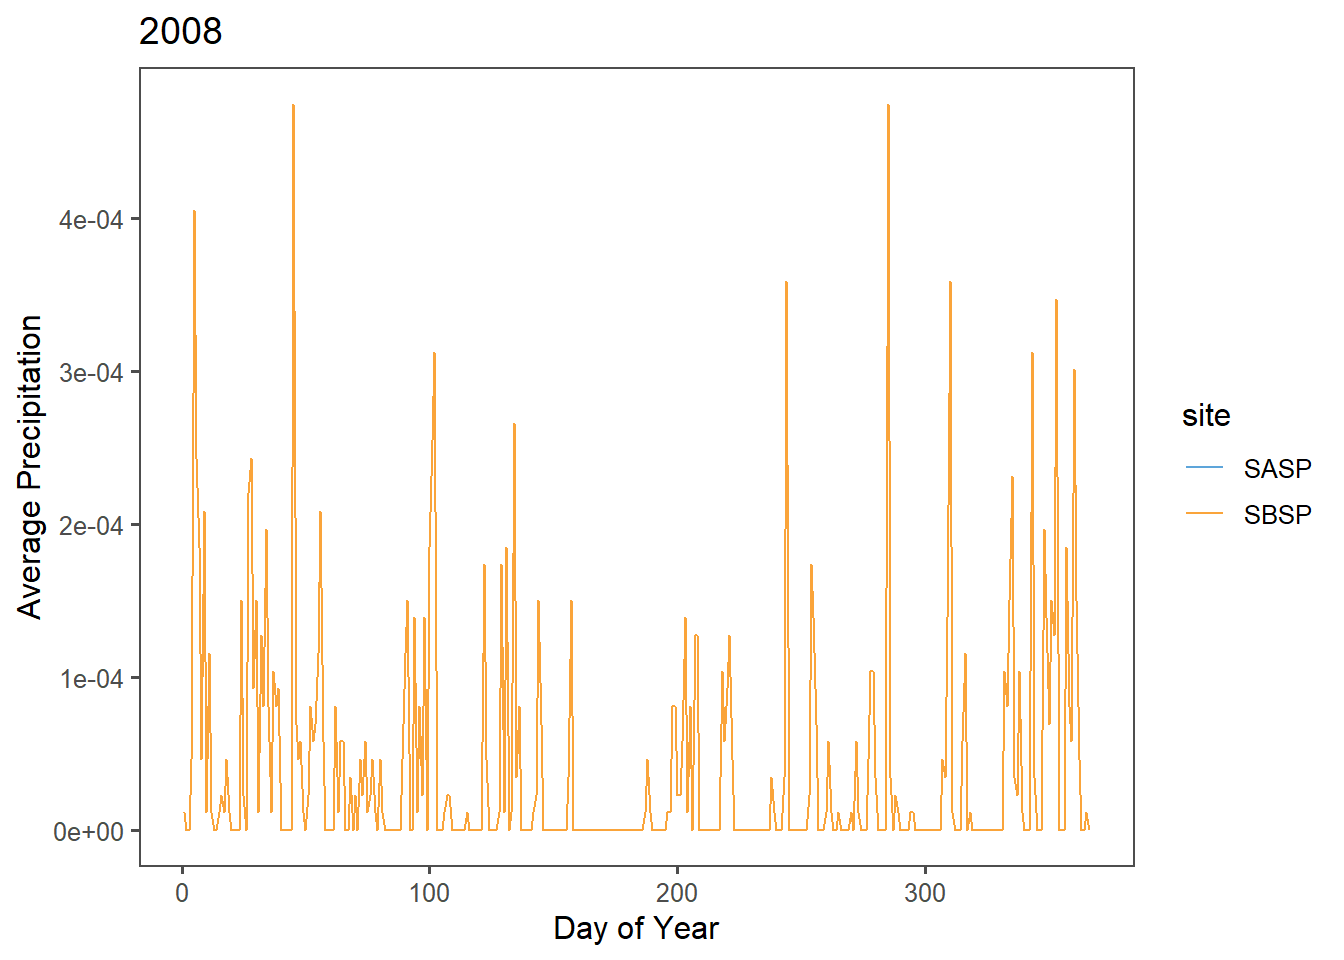 2008
Average Precipitation
4e-04
3e-04
2e-04
1e-04
0e+00
0 100 200 300
Day of Year
site
SASP
SBSP